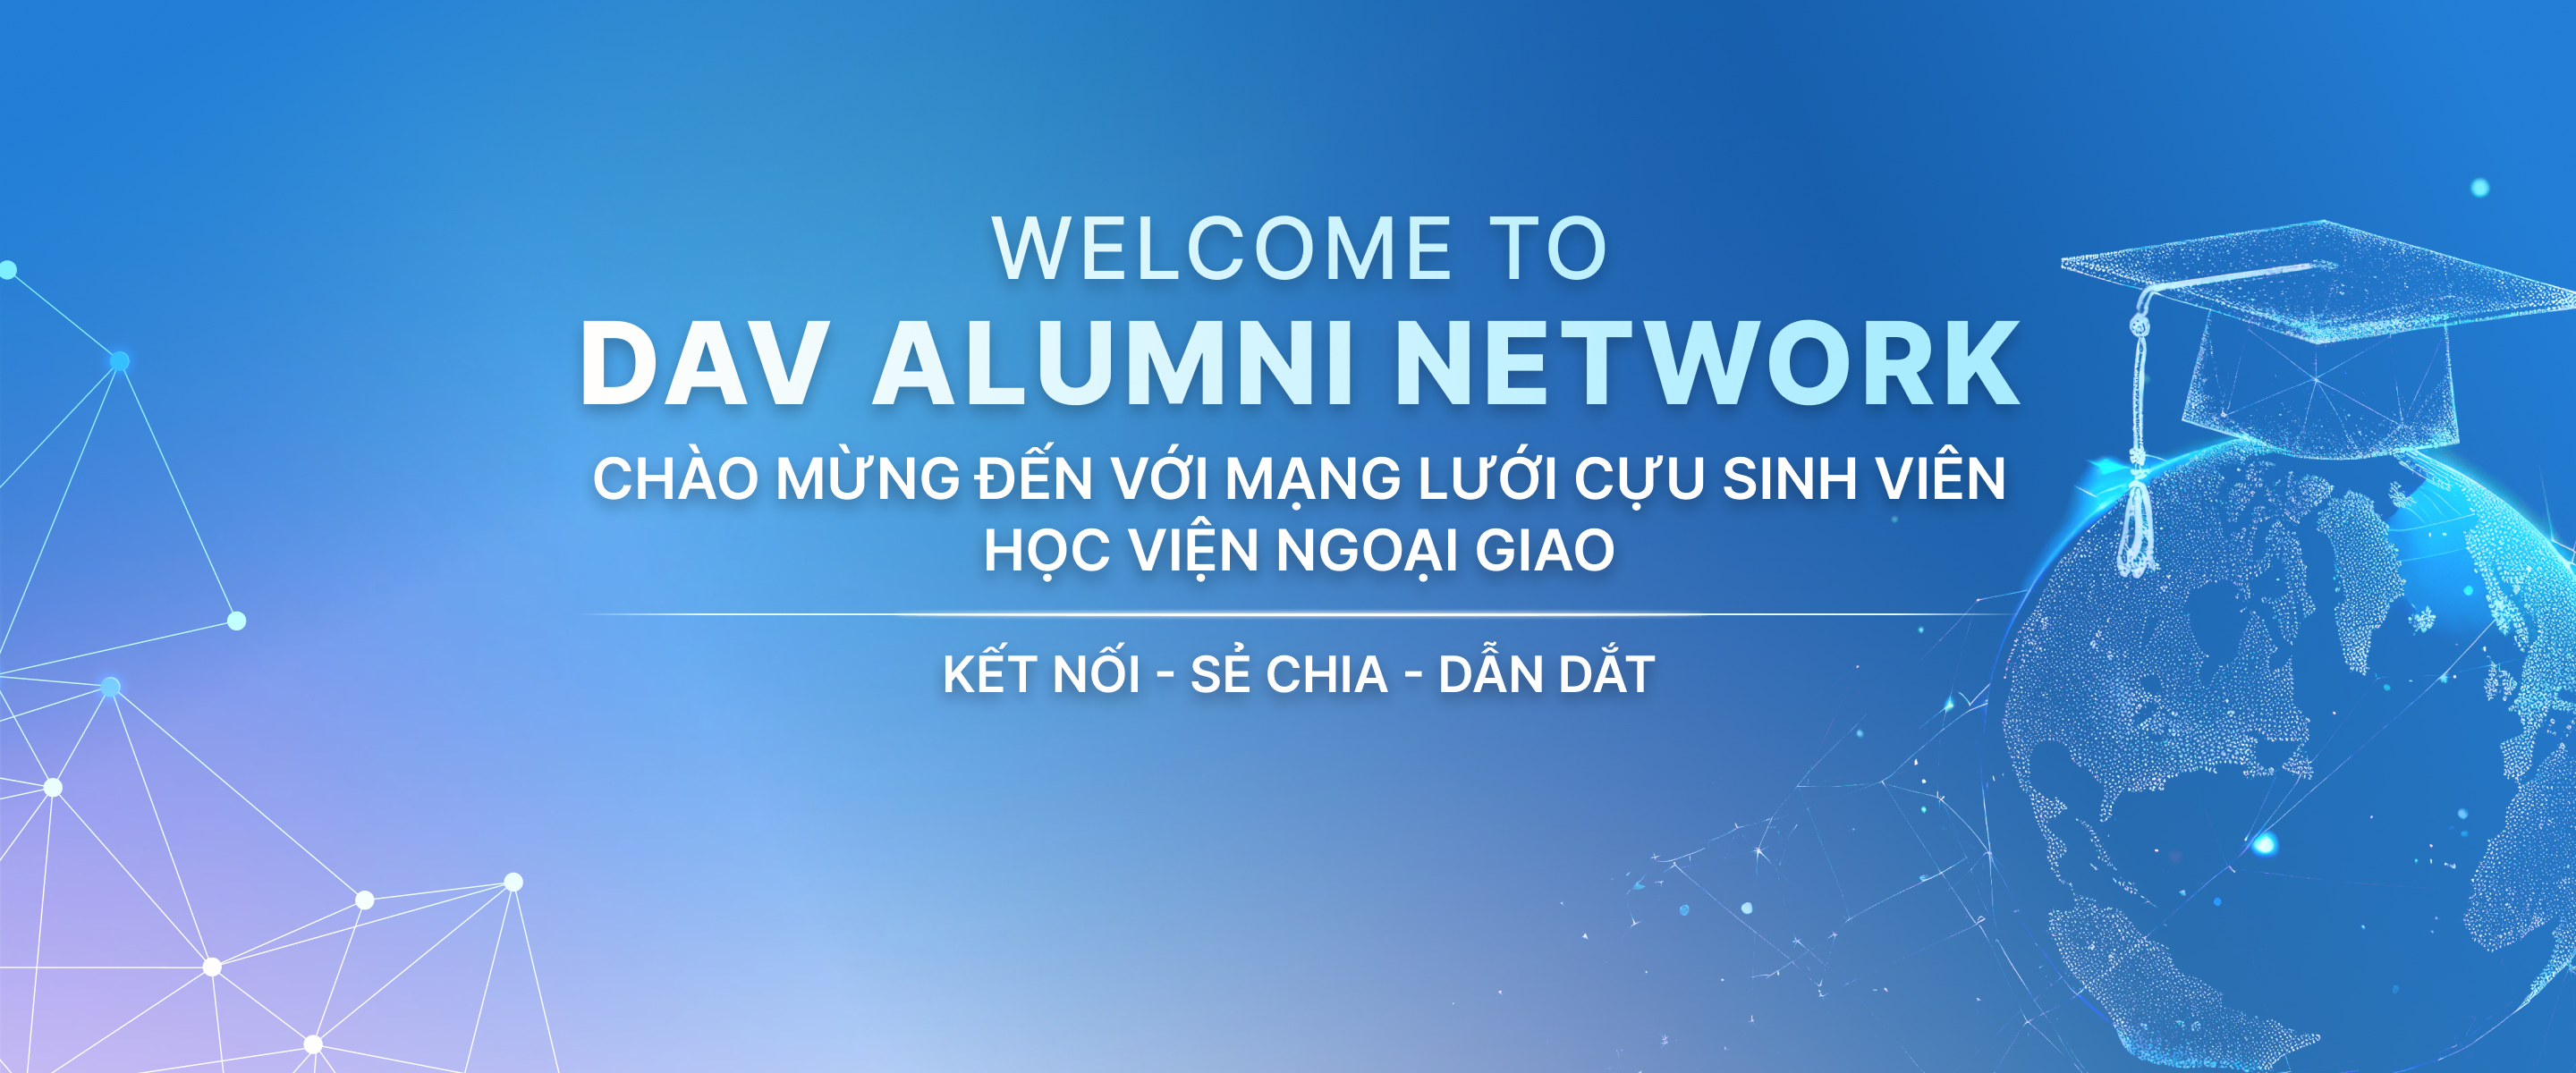 WELCOME TO
DAV ALUMNI NETWORK
CHÀO MỪNG ĐẾN VỚI MẠNG LƯỚI CỰU SINH VIÊN
HỌC VIỆN NGOẠI GIAO
KẾT NỐI - SẺ CHIA - DẪN DẮT